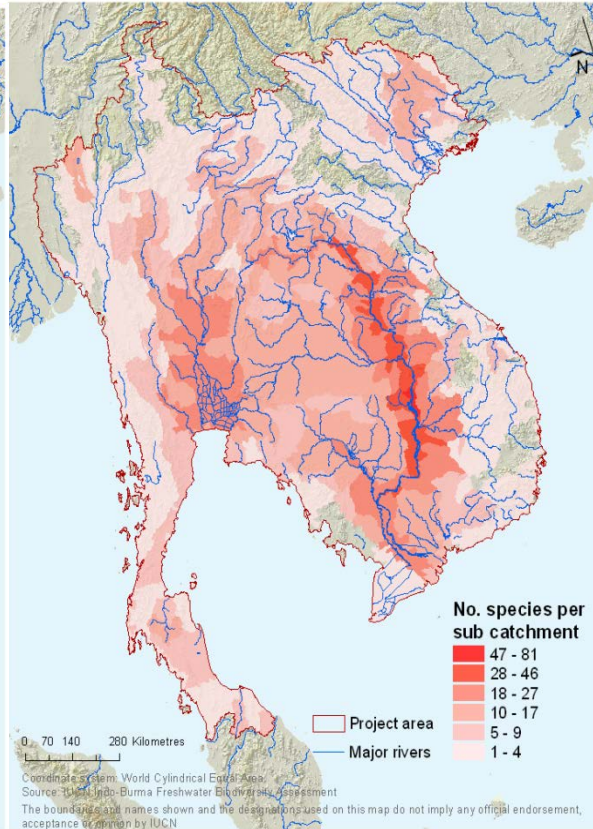 N
No. species per
sub catchment
47 - 81
28 - 46
18 - 27
10 - 17
5 - 9
1 - 4
Project area
Major rivers
0 70 140 280 Kilometres
Coordinate system: World Cylindrical Equal Area
Source: IUCN Indo-Burma Freshwater Biodiversity Assessment
The boundaries and names shown and the designations used on this map do not imply any official endorsement,
acceptance or opinion by IUCN